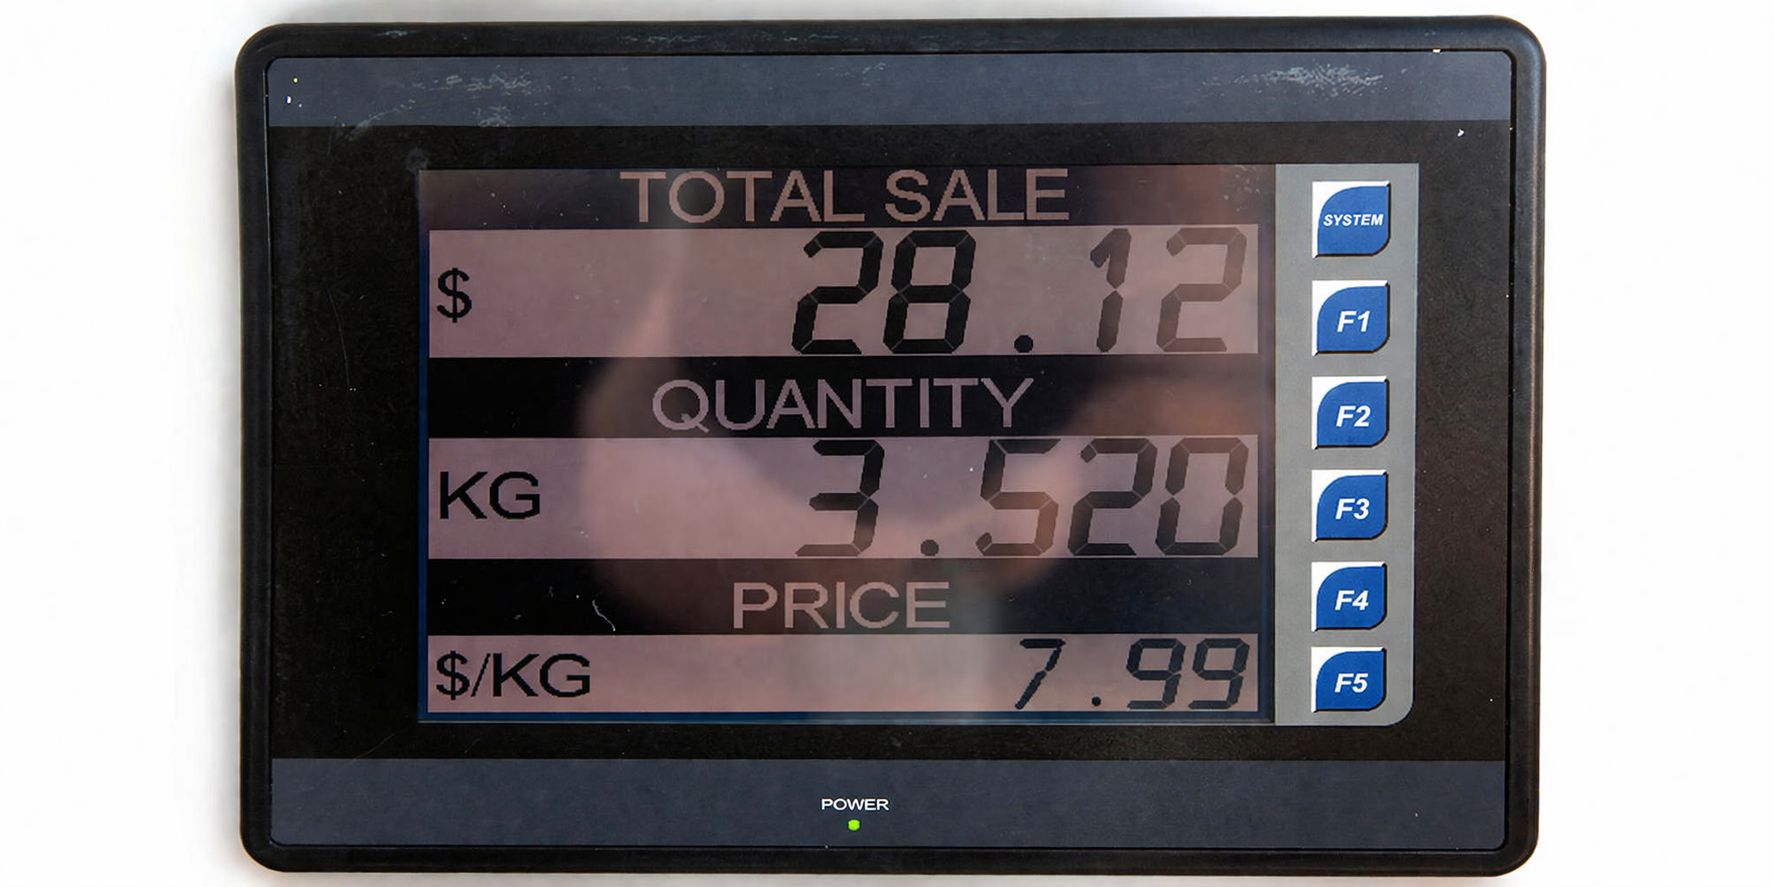 TOTAL SALE
$ 28.12
QUANTITY
KG 3.520
PRICE
$/KG 7.99
SYSTEM
F1
F2
F3
F4
F5
POWER